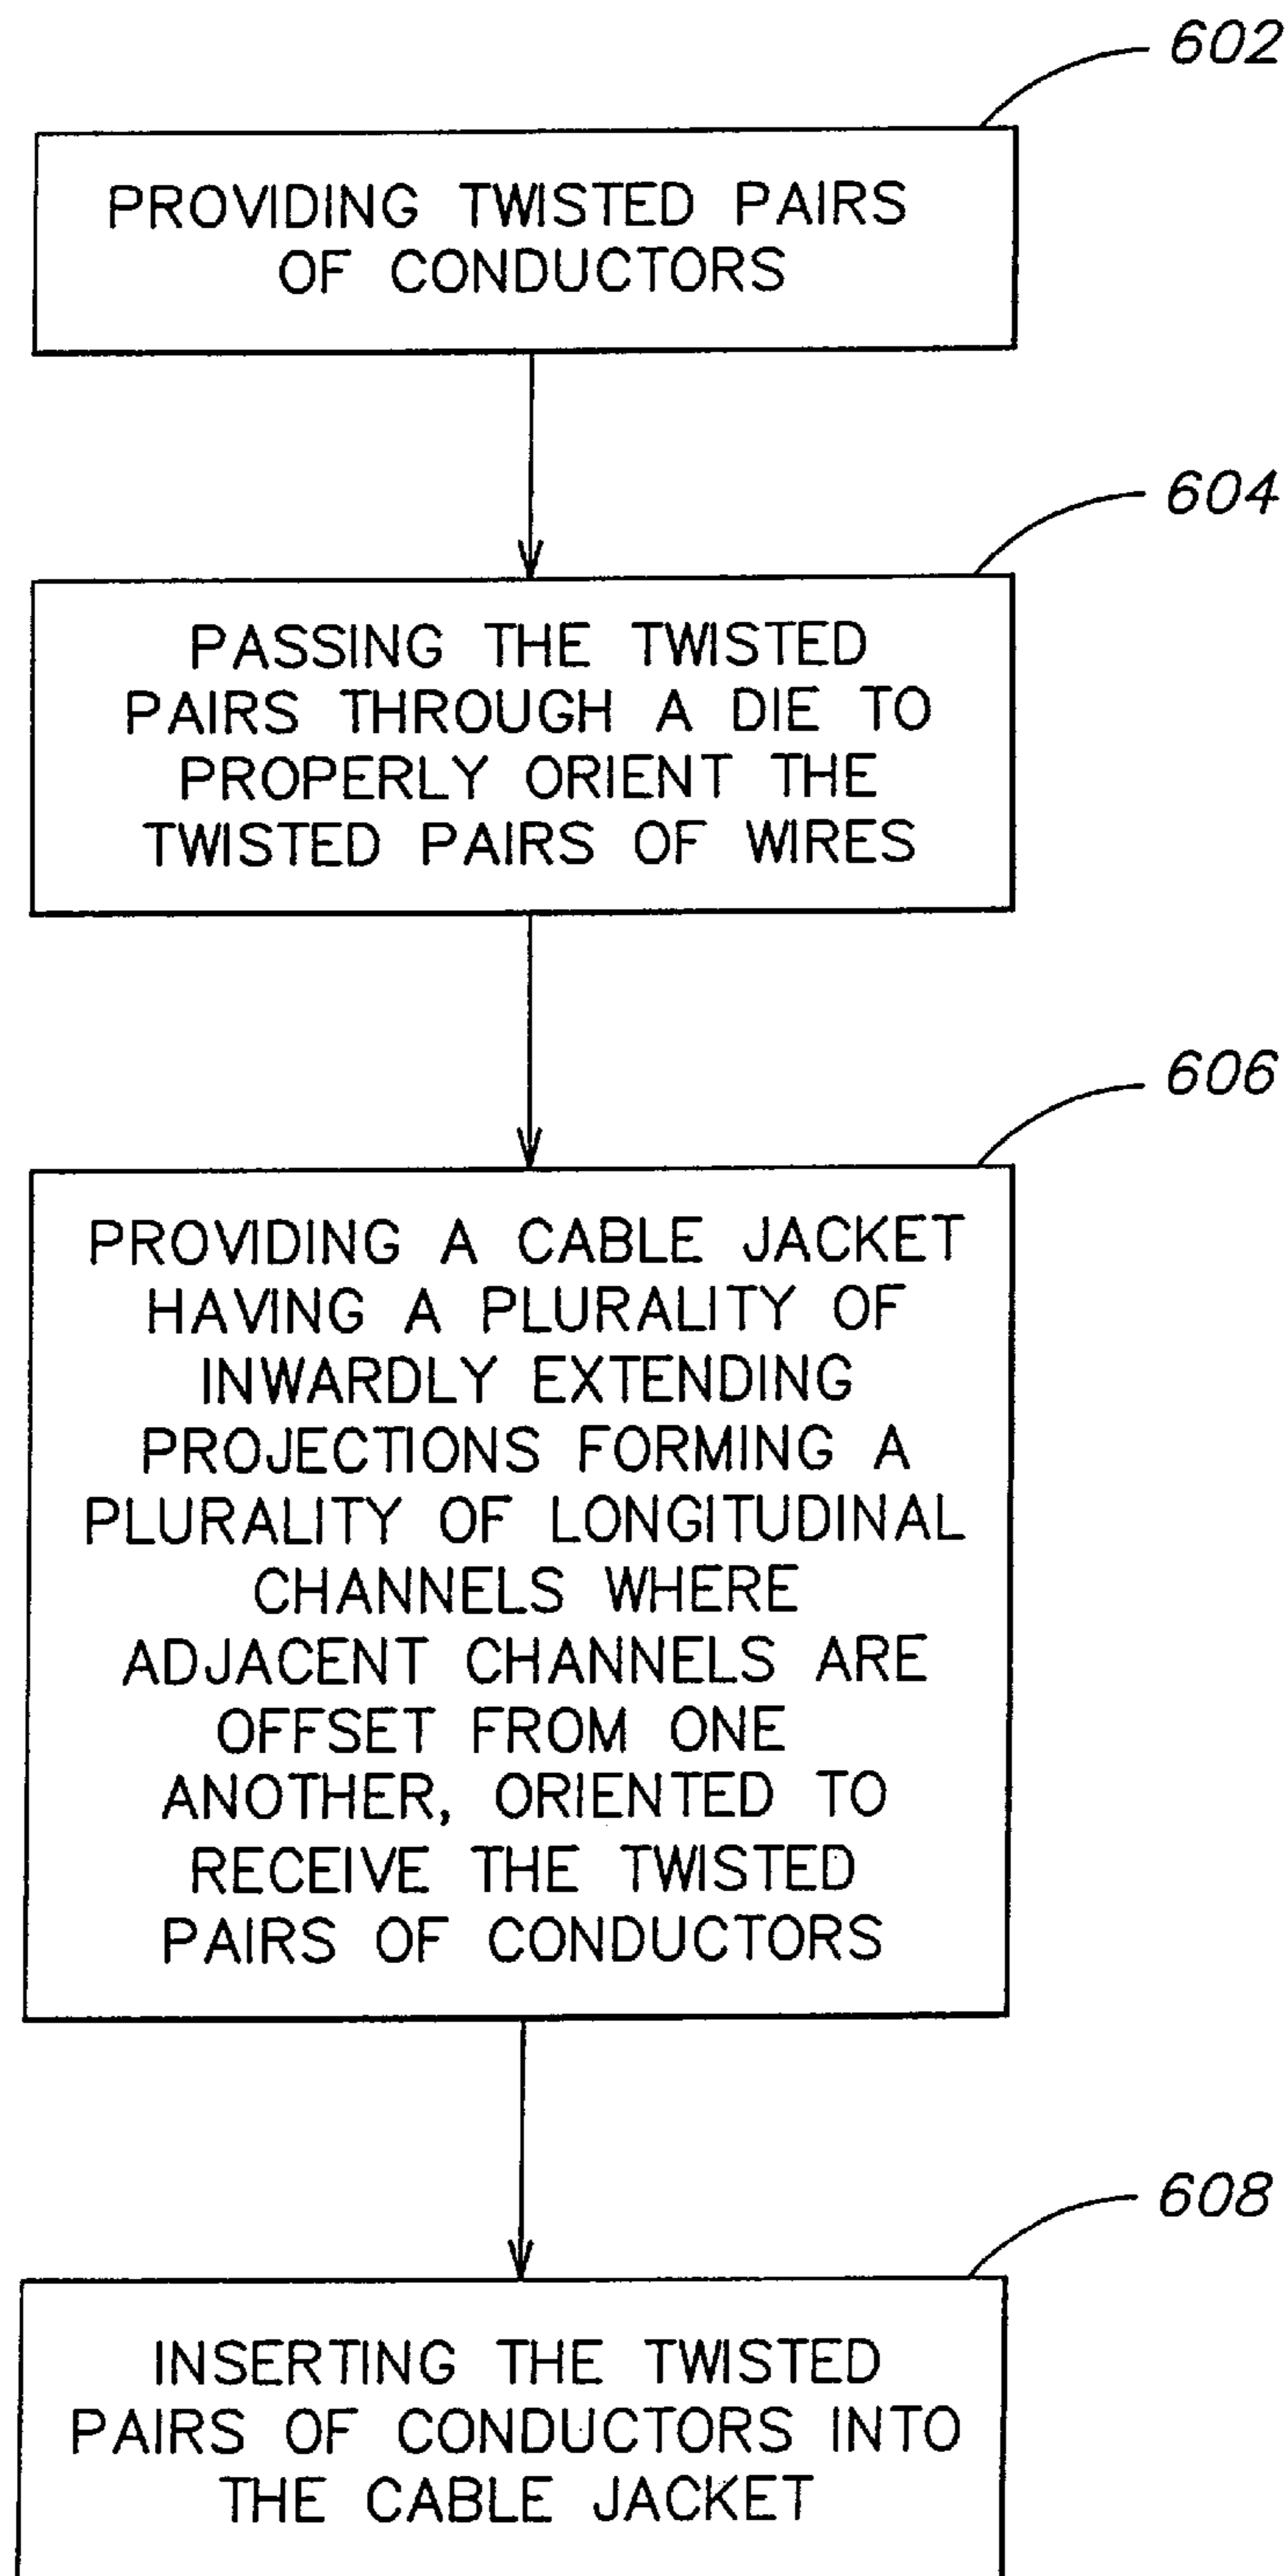 602
PROVIDING TWISTED PAIRS
OF CONDUCTORS
604
PASSING THE TWISTED
PAIRS THROUGH A DIE TO
PROPERLY ORIENT THE
TWISTED PAIRS OF WIRES
606
PROVIDING A CABLE JACKET
HAVING A PLURALITY OF
INWARDLY EXTENDING
PROJECTIONS FORMING A
PLURALITY OF LONGITUDINAL
CHANNELS WHERE
ADJACENT CHANNELS ARE
OFFSET FROM ONE
ANOTHER, ORIENTED TO
RECEIVE THE TWISTED
PAIRS OF CONDUCTORS
608
INSERTING THE TWISTED
PAIRS OF CONDUCTORS INTO
THE CABLE JACKET